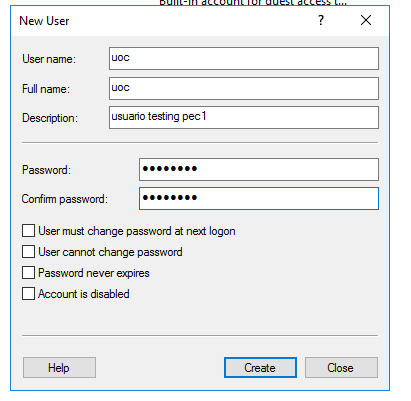 Built-in account for guest access t...
New User
?
User name:
uoc
Full name:
uoc
Description:
usuario testing pec1
Password:
••••••••
Confirm password:
••••••••
User must change password at next logon
User cannot change password
Password never expires
Account is disabled
Help
Create
Close